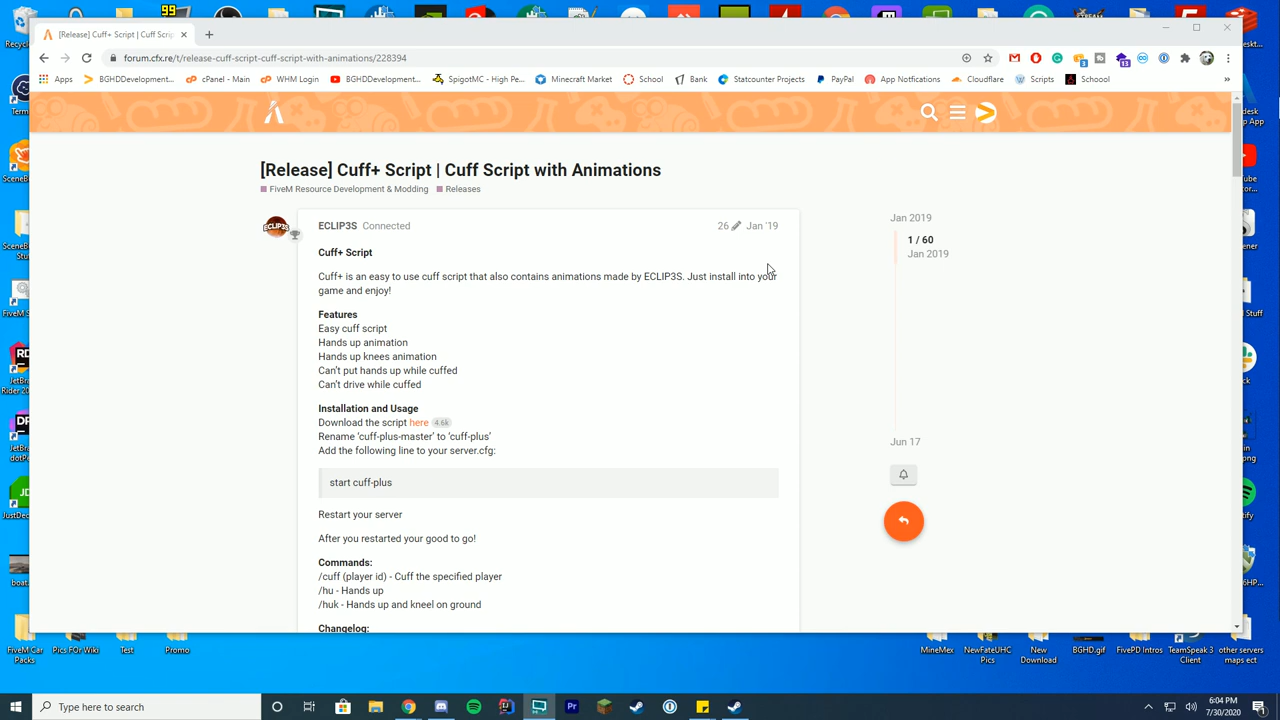 99
[Release] Cuff+ Script | Cuff Scri
forum.cfx.re/t/release-cuff-script-cuff-script-with-animations/228394
Apps
BGHDDevelopment...
cPanel - Main
WHM Login
BGHDDevelopment...
SpigotMC - High Pe...
Minecraft Market
School
Bank
Statcounter Projects
PayPal
App Notfications
Cloudflare
Scripts
Schoool
[Release] Cuff+ Script | Cuff Script with Animations
FiveM Resource Development & Modding
Releases
ECLIP3S Connected
26 Jan '19
Cuff+ Script
Cuff+ is an easy to use cuff script that also contains animations made by ECLIP3S. Just install into your
game and enjoy!
Features
Easy cuff script
Hands up animation
Hands up knees animation
Can't put hands up while cuffed
Can't drive while cuffed
Installation and Usage
Download the script here 4.6k
Rename 'cuff-plus-master' to 'cuff-plus'
Add the following line to your server.cfg:
start cuff-plus
Restart your server
After you restarted your good to go!
Commands:
/cuff (player id) - Cuff the specified player
/hu - Hands up
/huk - Hands up and kneel on ground
Changelog:
Jan 2019
1 / 60
Jan 2019
Jun 17
FiveM Car
Packs
Pics FOr Wiki
Test
Promo
MineMex
NewFateUHC
Pics
New
Download
BGHD.gif
FivePD Intros
TeamSpeak 3
Client
other servers
maps ect
Type here to search
6:04 PM
7/30/2020